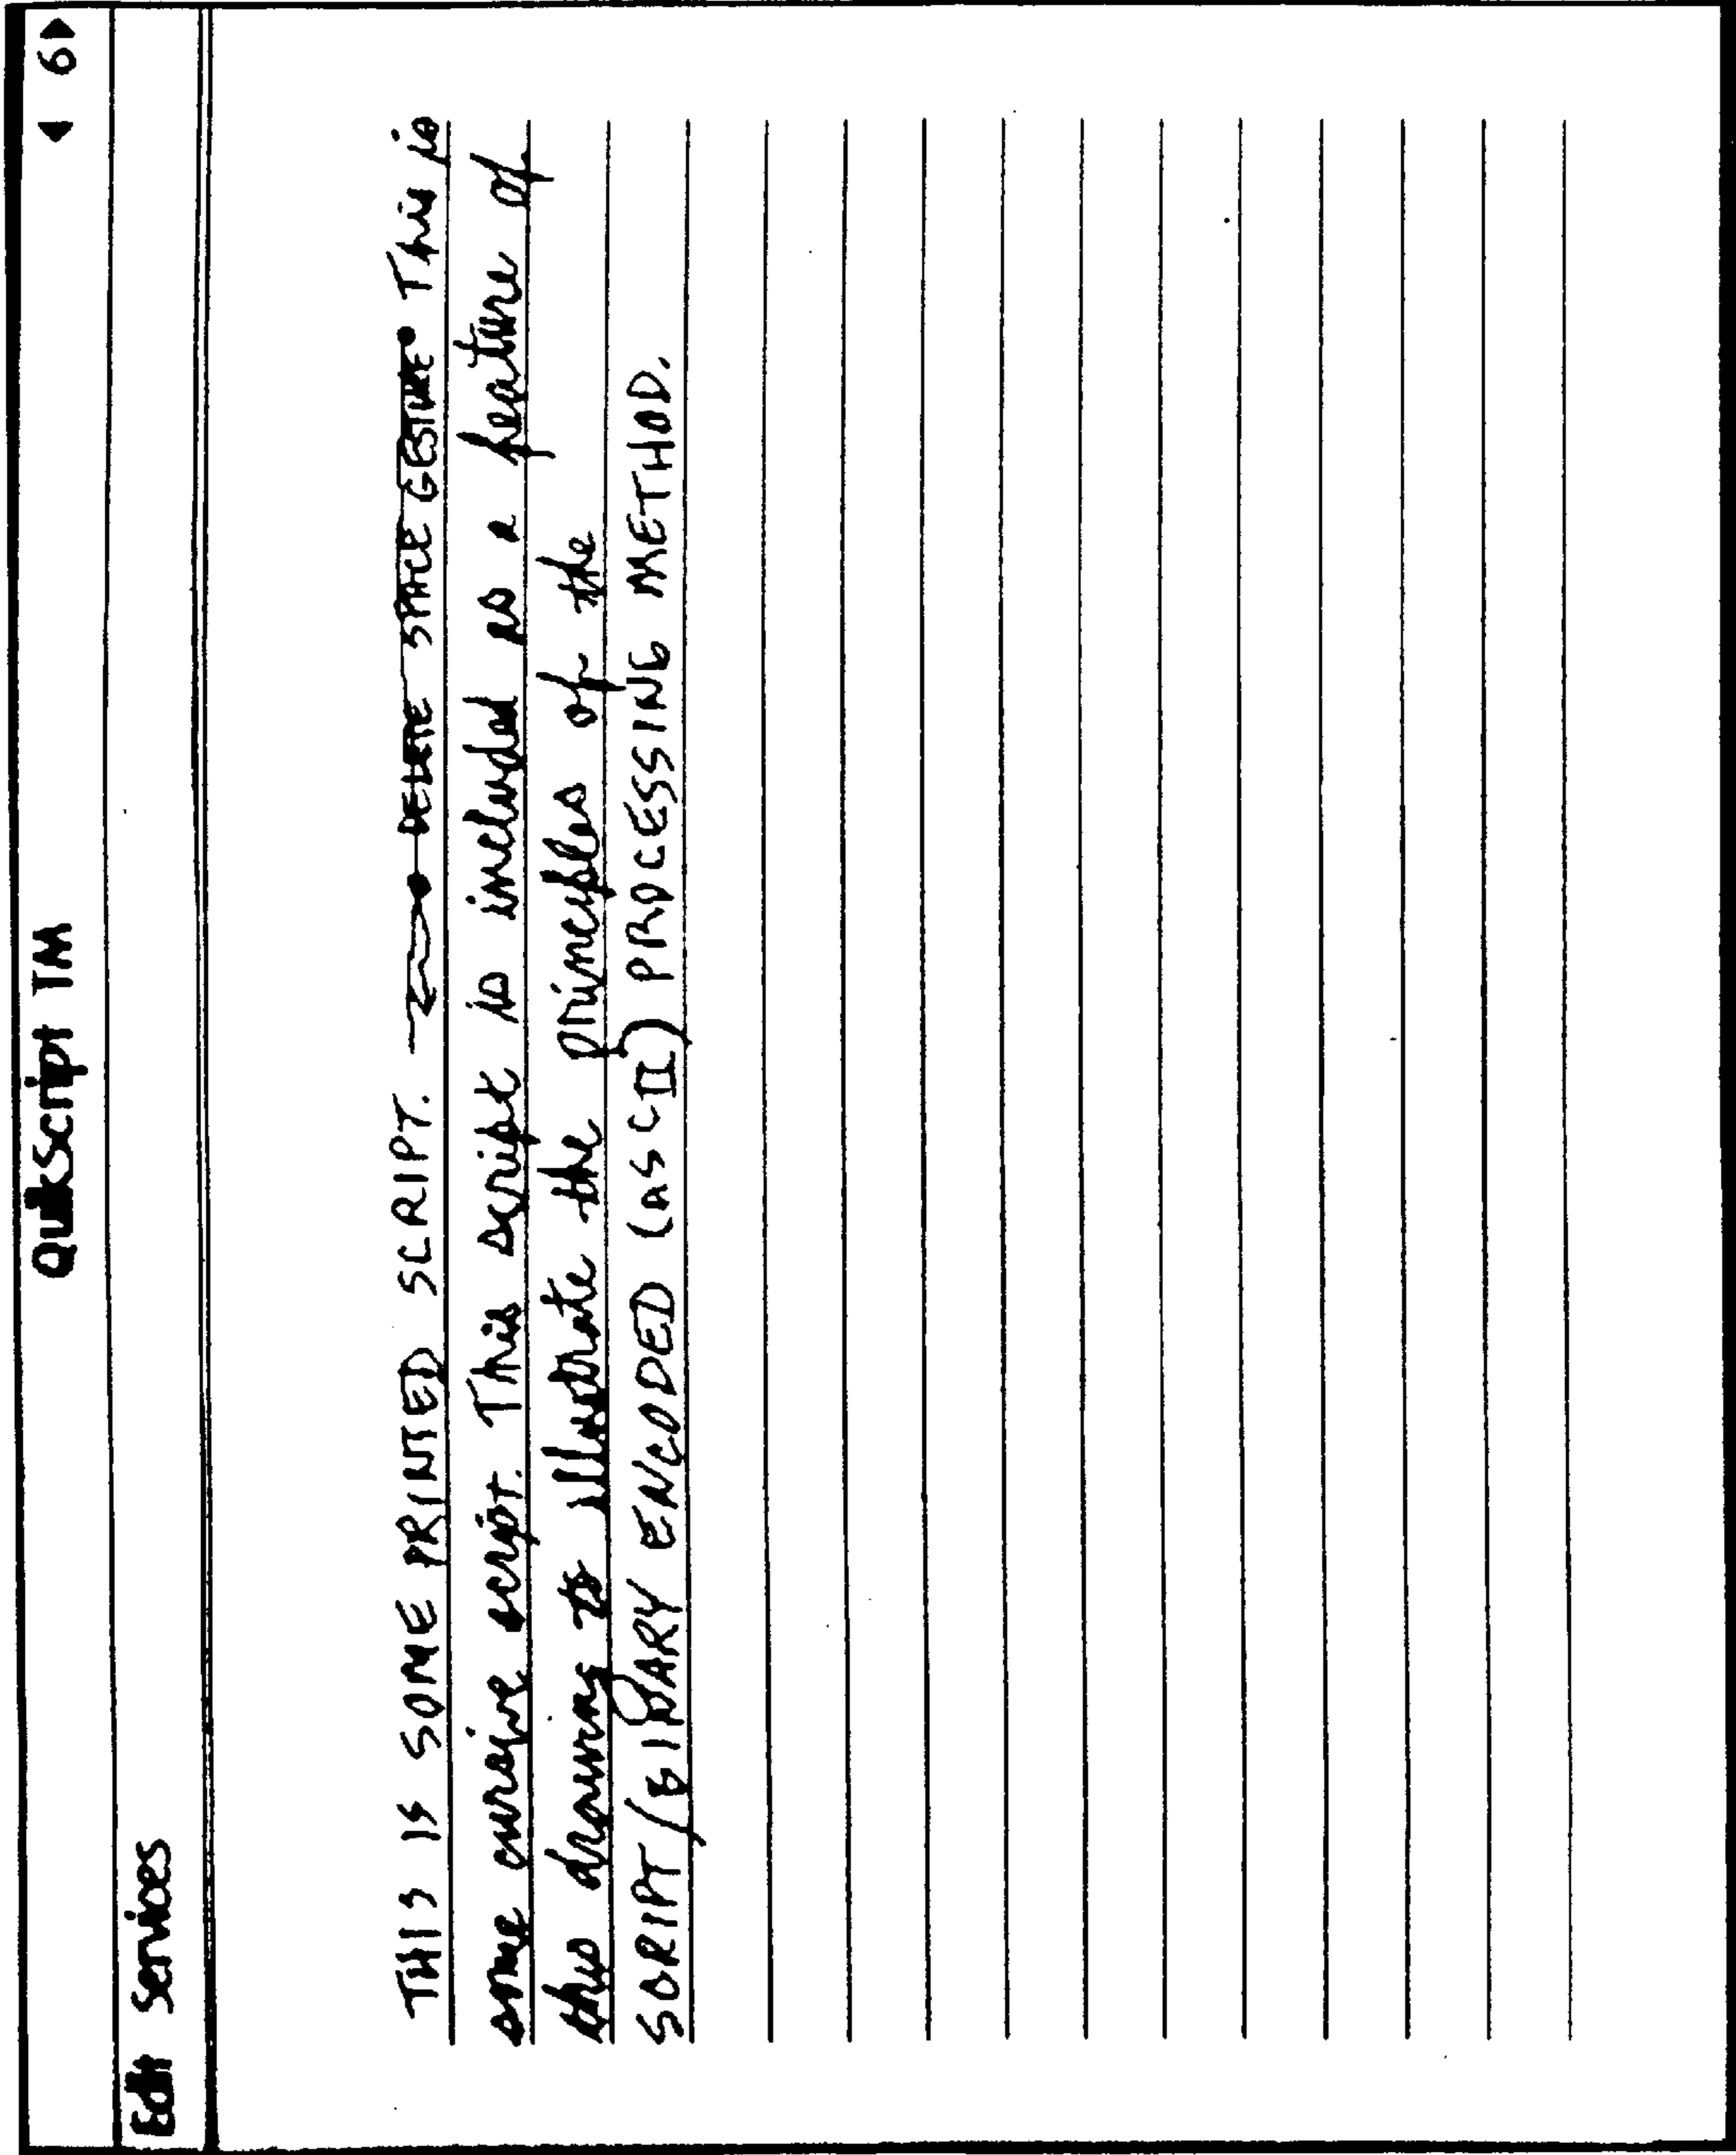 QuikScript TM
◀ 6▶
Edit Services
THIS IS SOME PRINTED SCRIPT. DELETE SPACE GESTURE This is
some cursive script. This script is included as a feature of
this drawing to illustrate the principles of the
SCRIPT/BINARY ENCODED (ASCII) PROCESSING METHOD.